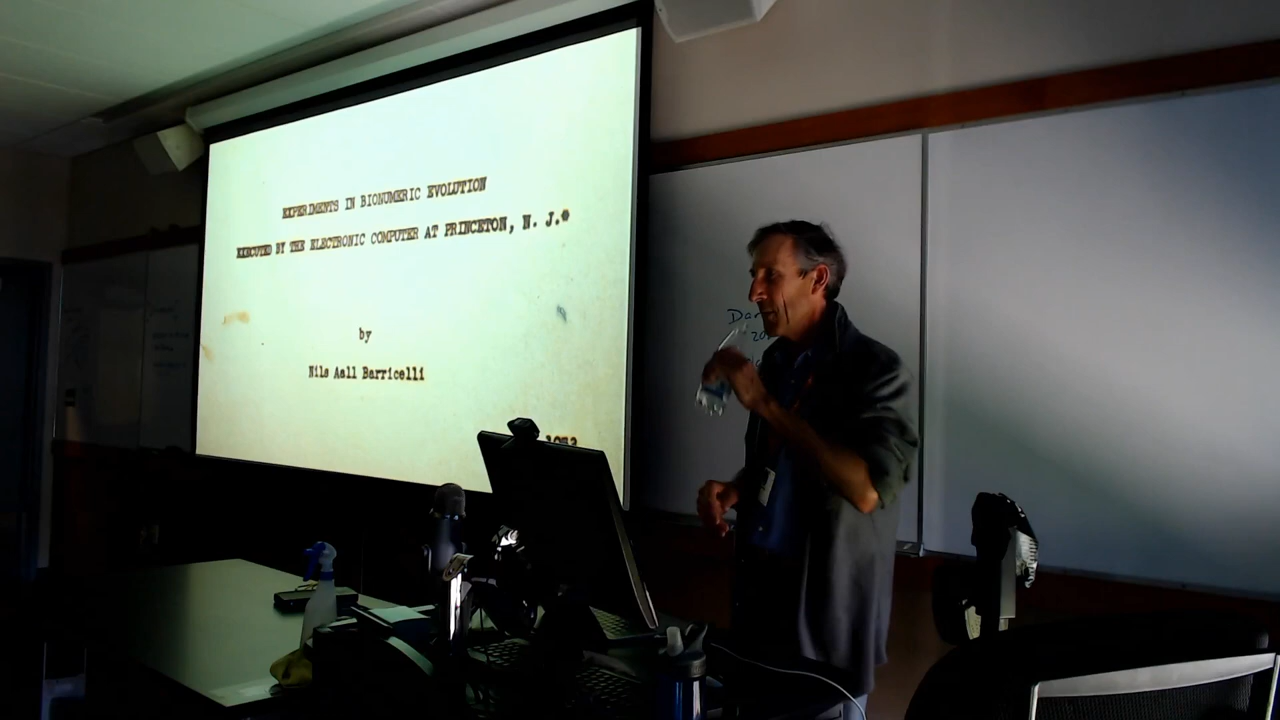 EXPERIMENTS IN BIONUMERIC EVOLUTION
EXECUTED BY THE ELECTRONIC COMPUTER AT PRINCETON, N. J.*
by
Nils Aall Barricelli